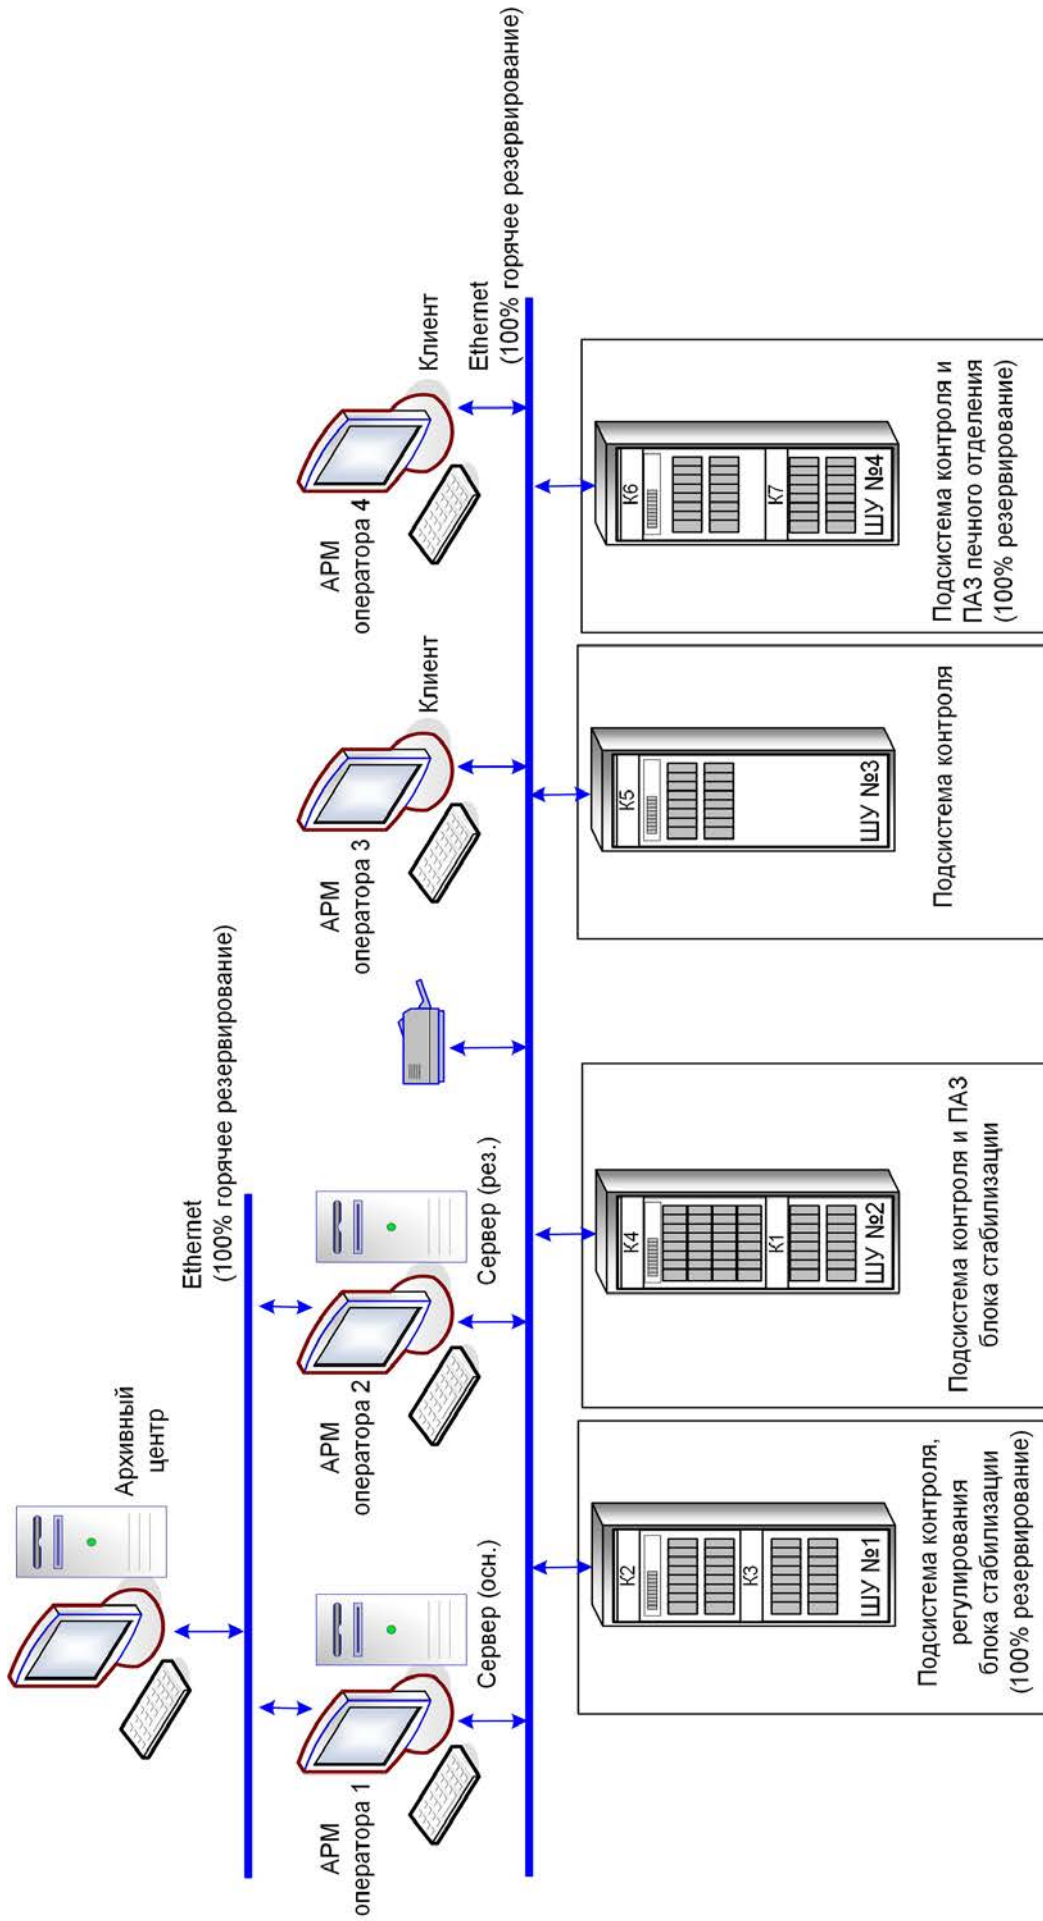 Архивный
центр
Ethernet
(100% горячее резервирование)
АРМ
оператора 1
Сервер (осн.)
АРМ
оператора 2
Сервер (рез.)
АРМ
оператора 3
Клиент
АРМ
оператора 4
Клиент
Ethernet
(100% горячее резервирование)
К2
К3
ШУ №1
Подсистема контроля,
регулирования
блока стабилизации
(100% резервирование)
К4
К1
ШУ №2
Подсистема контроля и ПАЗ
блока стабилизации
К5
ШУ №3
Подсистема контроля
К6
К7
ШУ №4
Подсистема контроля и
ПАЗ печного отделения
(100% резервирование)